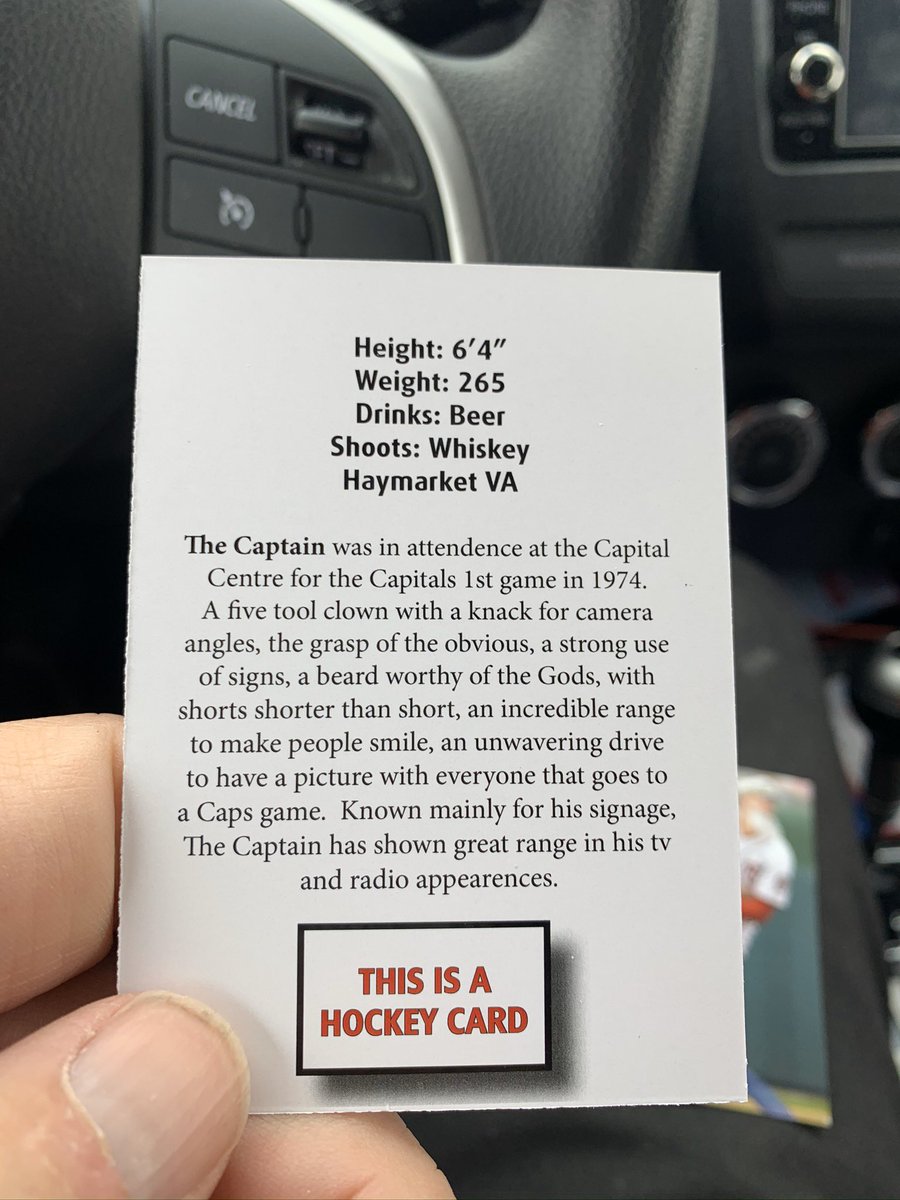 CANCEL
Height: 6'4"
Weight: 265
Drinks: Beer
Shoots: Whiskey
Haymarket VA
The Captain was in attendence at the Capital
Centre for the Capitals 1st game in 1974.
A five tool clown with a knack for camera
angles, the grasp of the obvious, a strong use
of signs, a beard worthy of the Gods, with
shorts shorter than short, an incredible range
to make people smile, an unwavering drive
to have a picture with everyone that goes to
a Caps game.  Known mainly for his signage,
The Captain has shown great range in his tv
and radio appearences.
THIS IS A
HOCKEY CARD